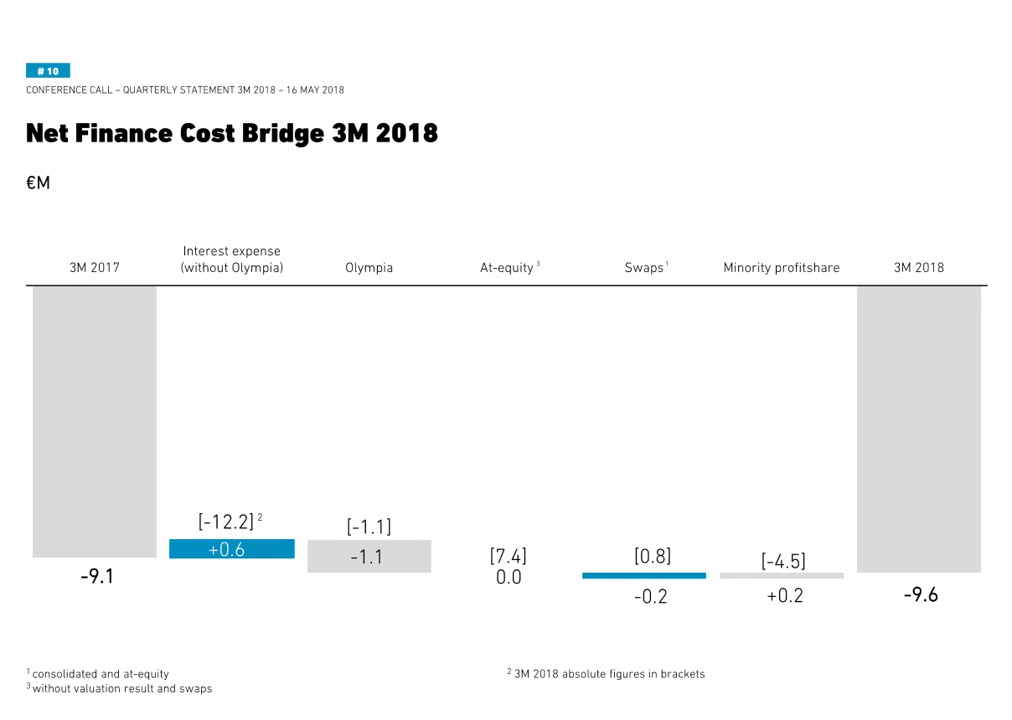 # 10
CONFERENCE CALL – QUARTERLY STATEMENT 3M 2018 – 16 MAY 2018
Net Finance Cost Bridge 3M 2018
€M
3M 2017
Interest expense
(without Olympia)
Olympia
At-equity 3
Swaps 1
Minority profitshare
3M 2018
[-12.2] 2
+0.6
[-1.1]
-1.1
[7.4]
0.0
[0.8]
-0.2
[-4.5]
+0.2
-9.1
-9.6
1 consolidated and at-equity
3 without valuation result and swaps
2 3M 2018 absolute figures in brackets